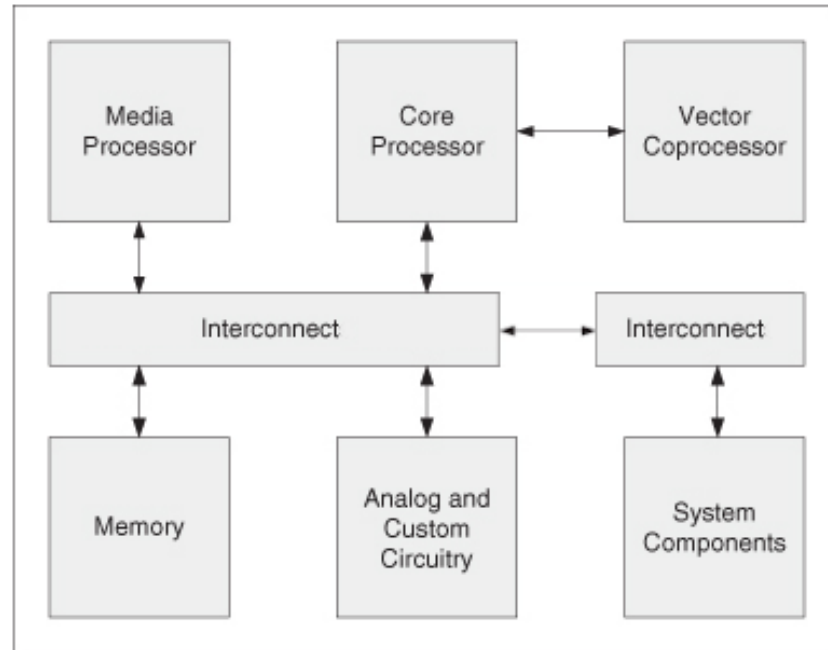 Media
Processor
Core
Processor
Vector
Coprocessor
Interconnect
Interconnect
Memory
Analog and
Custom
Circuitry
System
Components